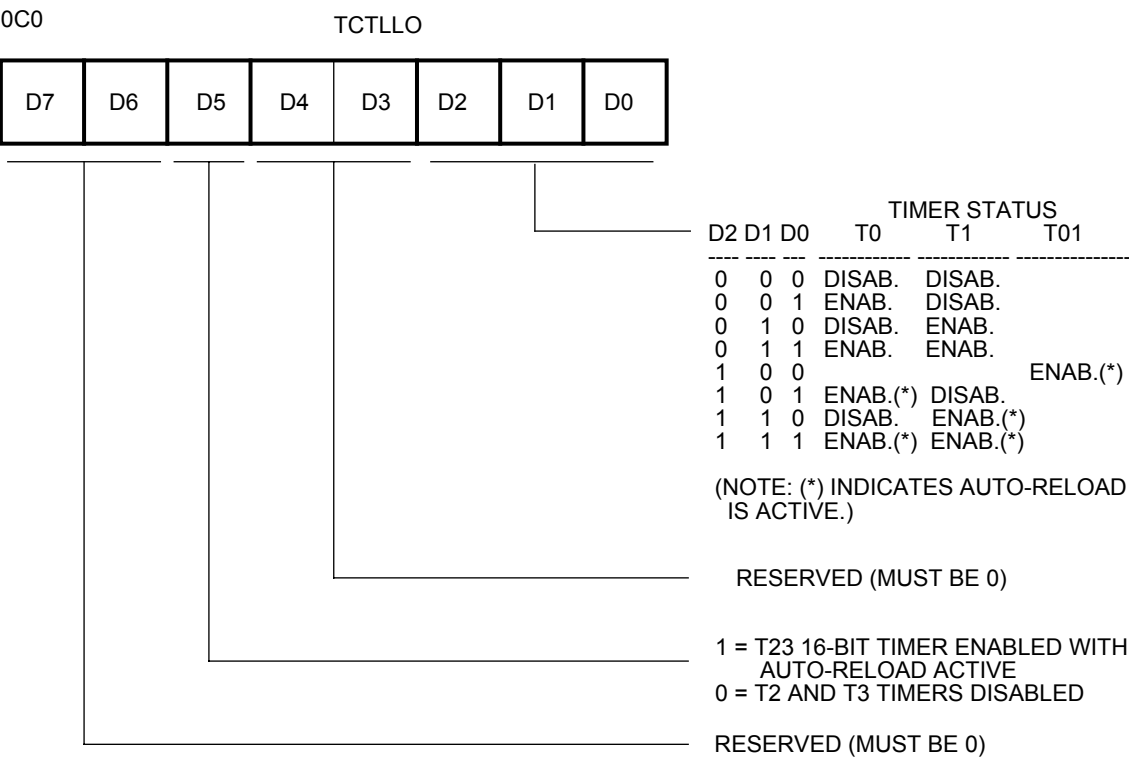 0C0
TCTLLO
D7 D6 D5 D4 D3 D2 D1 D0
TIMER STATUS
D2 D1 D0 T0 T1 T01
---- ---- --- ------------- ------------- ----------------
0 0 0 DISAB. DISAB.
0 0 1 ENAB. DISAB.
0 1 0 DISAB. ENAB.
0 1 1 ENAB. ENAB.
1 0 0 ENAB.(*)
1 0 1 ENAB.(*) DISAB.
1 1 0 DISAB. ENAB.(*)
1 1 1 ENAB.(*) ENAB.(*)
(NOTE: (*) INDICATES AUTO-RELOAD
IS ACTIVE.)
RESERVED (MUST BE 0)
1 = T23 16-BIT TIMER ENABLED WITH
AUTO-RELOAD ACTIVE
0 = T2 AND T3 TIMERS DISABLED
RESERVED (MUST BE 0)